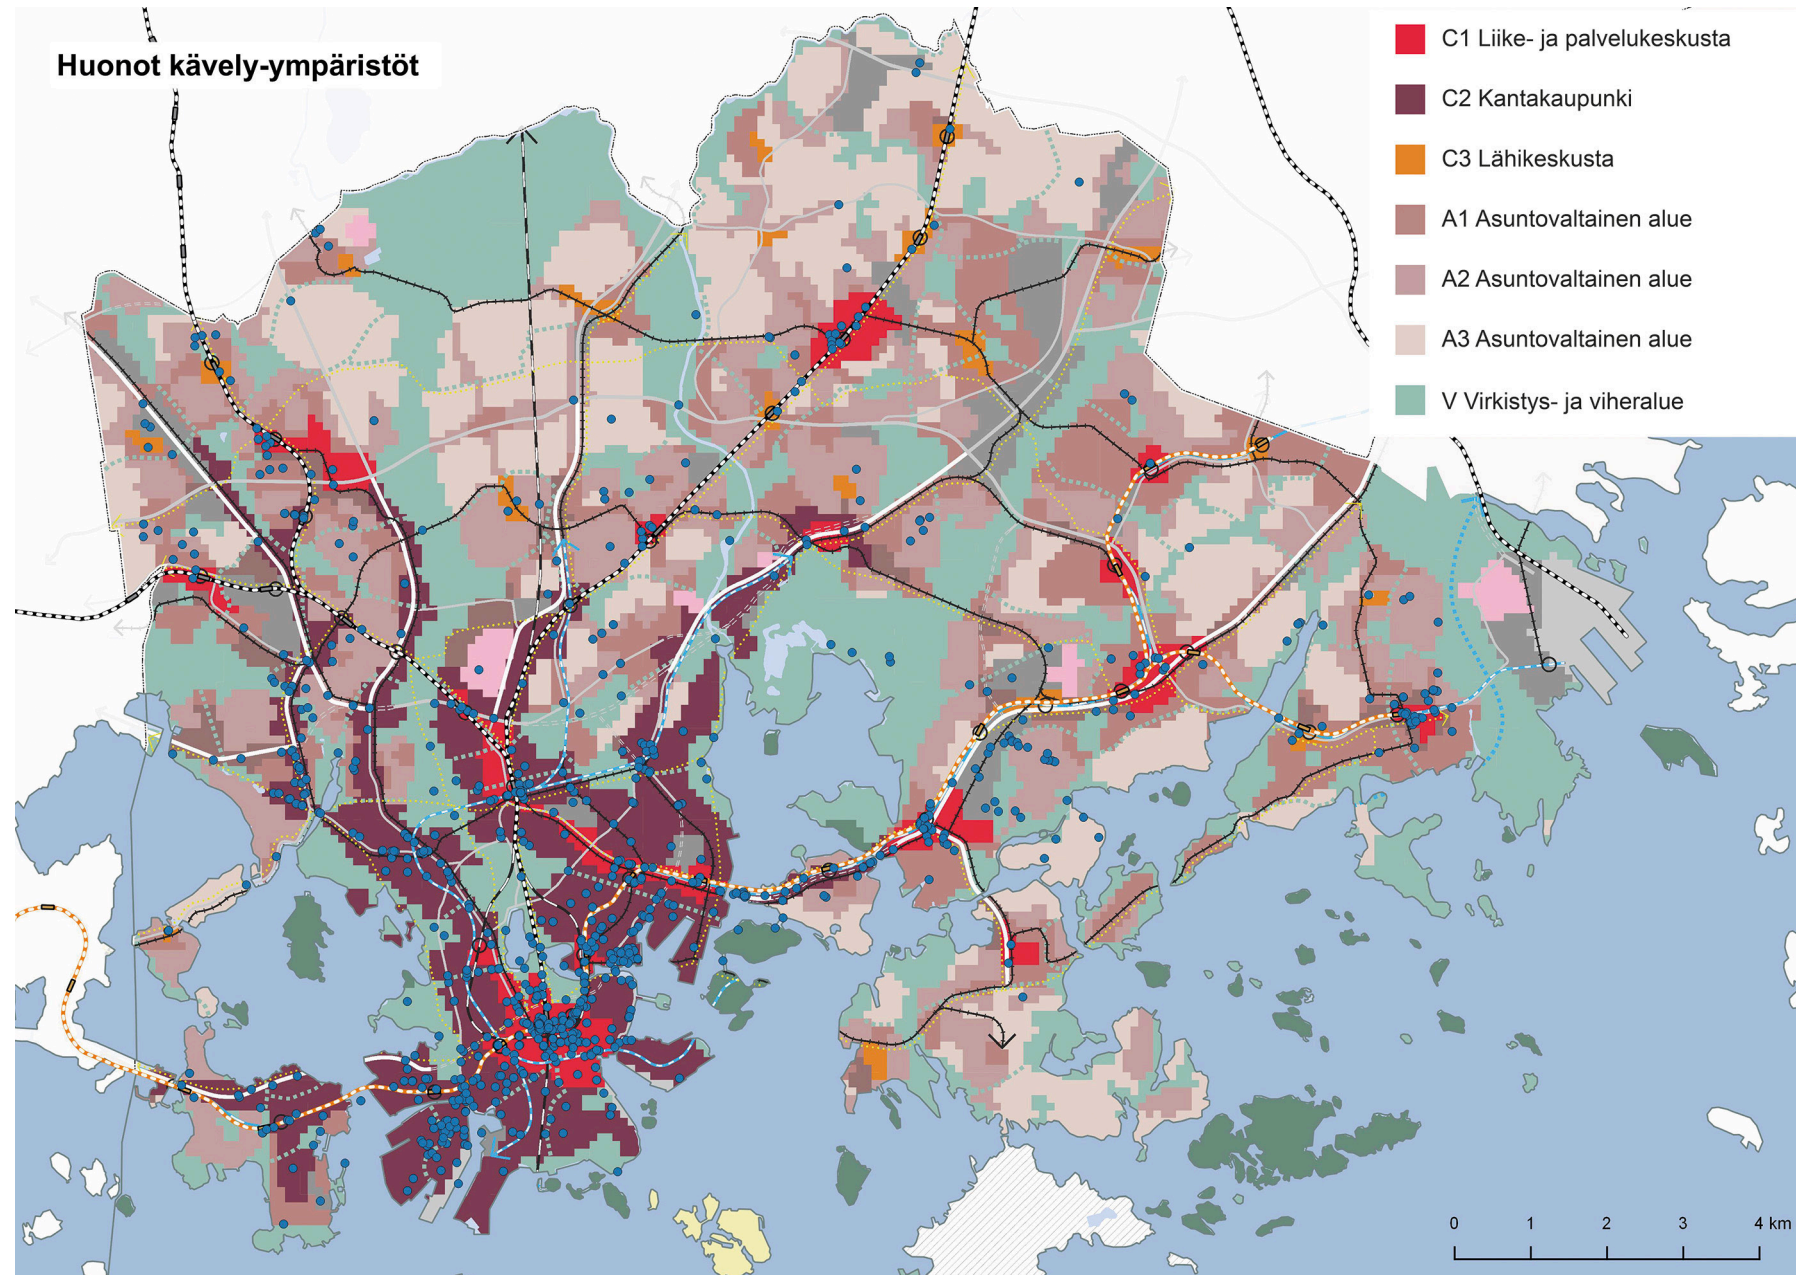 Huonot kävely-ympäristöt
C1 Liike- ja palvelukeskusta
C2 Kantakaupunki
C3 Lähikeskusta
A1 Asuntovaltainen alue
A2 Asuntovaltainen alue
A3 Asuntovaltainen alue
V Virkistys- ja viheralue
0 1 2 3 4 km